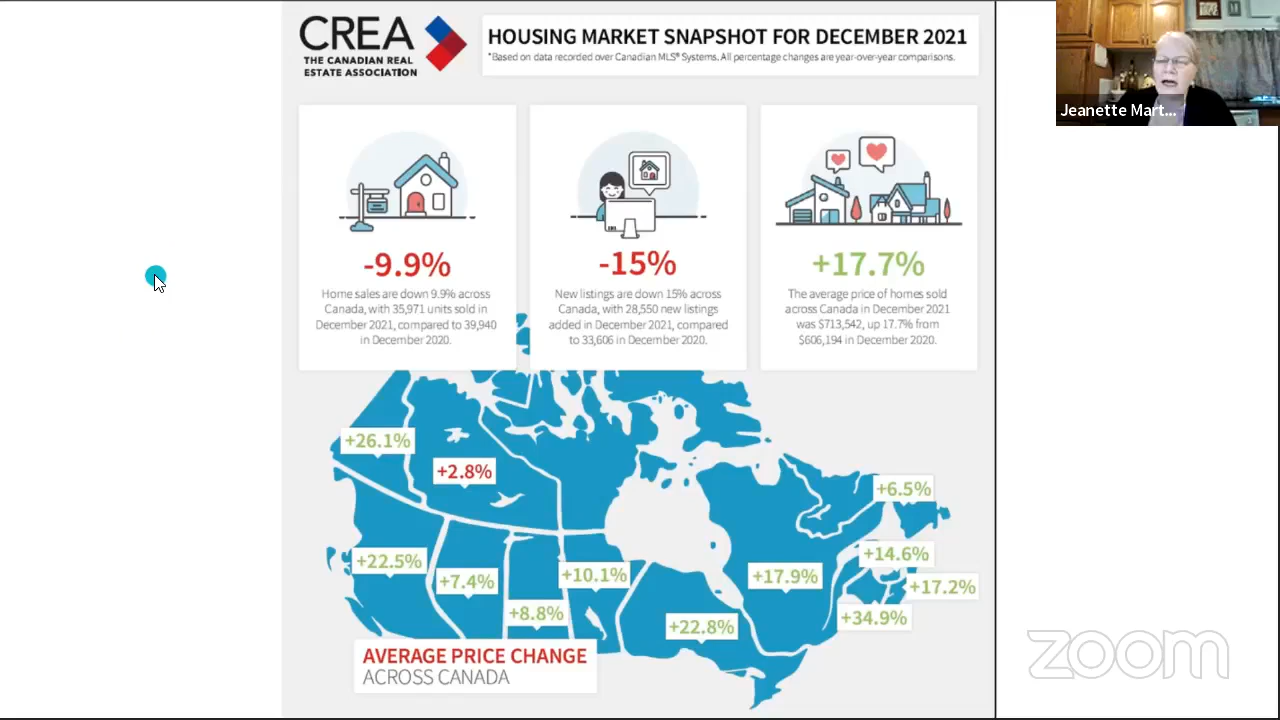 CREA
THE CANADIAN REAL
ESTATE ASSOCIATION
HOUSING MARKET SNAPSHOT FOR DECEMBER 2021
*Based on data recorded over Canadian MLS® Systems. All percentage changes are year-over-year comparisons.
Jeanette Mart...
-9.9%
Home sales are down 9.9% across
Canada, with 35,971 units sold in
December 2021, compared to 39,940
in December 2020.
-15%
New listings are down 15% across
Canada, with 28,550 new listings
added in December 2021, compared
to 33,606 in December 2020.
+17.7%
The average price of homes sold
across Canada in December 2021
was $713,542, up 17.7% from
$606,194 in December 2020.
+26.1%
+2.8%
+6.5%
+22.5%
+7.4%
+8.8%
+10.1%
+22.8%
+17.9%
+14.6%
+17.2%
+34.9%
AVERAGE PRICE CHANGE
ACROSS CANADA
zoom